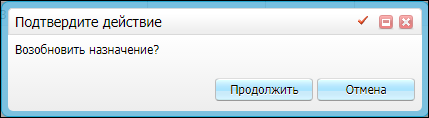 Подтвердите действие
Возобновить назначение?
Продолжить
Отмена